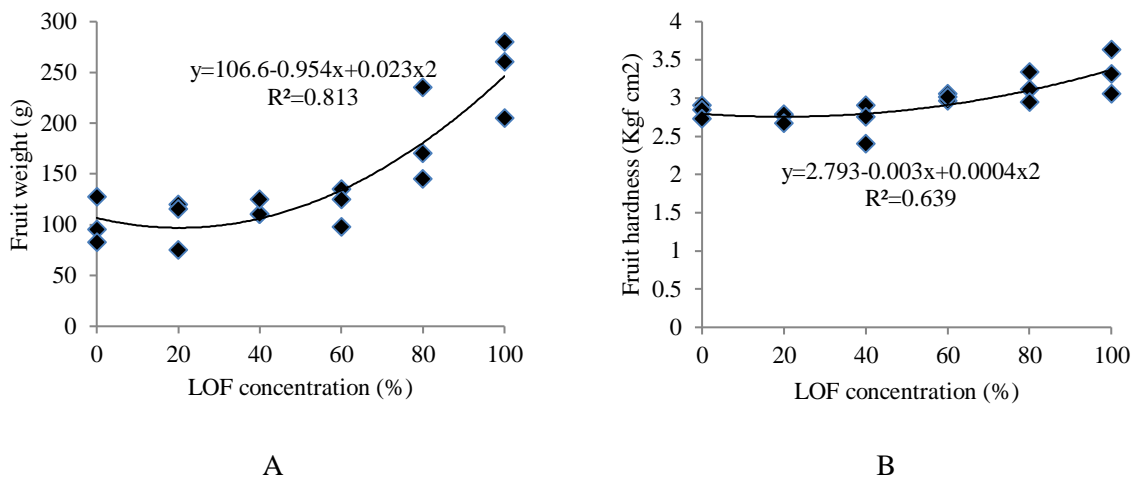 300
250
200
150
100
50
0
Fruit weight (g)
y=106.6-0.954x+0.023x2
R²=0.813
0 20 40 60 80 100
LOF concentration (%)
A
4
3.5
3
2.5
2
1.5
1
0.5
0
Fruit hardness (Kgf cm2)
y=2.793-0.003x+0.0004x2
R²=0.639
0 20 40 60 80 100
LOF concentration (%)
B